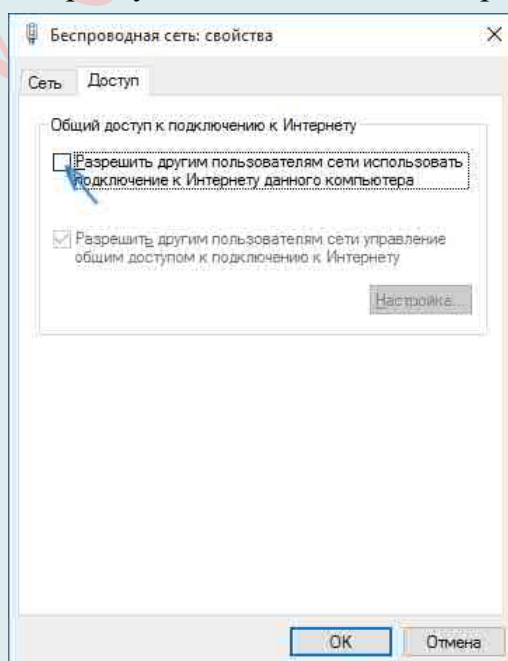 Беспроводная сеть: свойства
Сеть Доступ
Общий доступ к подключению к Интернету
Разрешить другим пользователям сети использовать
подключение к Интернету данного компьютера
Разрешить другим пользователям сети управление
общим доступом к подключению к Интернету
Настройка...
ОК Отмена